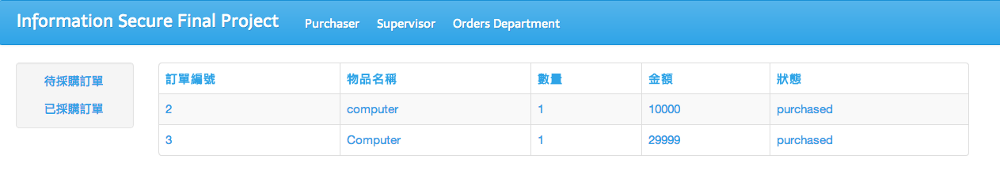 Information Secure Final Project Purchaser Supervisor Orders Department
待採購訂單
已採購訂單
訂單編號 物品名稱 數量 金額 狀態
2 computer 1 10000 purchased
3 Computer 1 29999 purchased